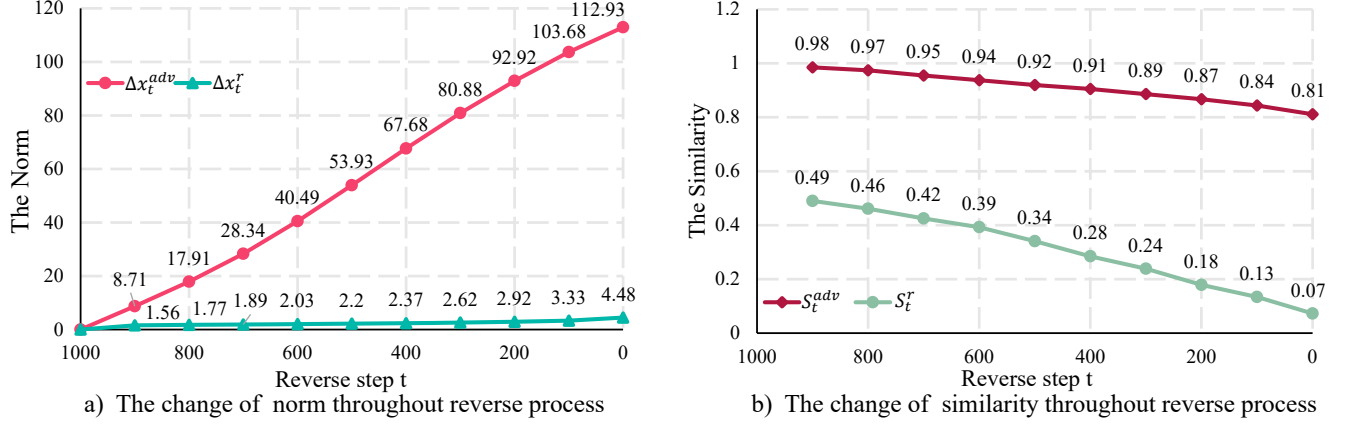 120
100
80
60
40
20
0
The Norm
Δx_t^{adv} Δx_t^r
8.71
17.91
28.34
40.49
53.93
67.68
80.88
92.92
103.68
112.93
1.56 1.77 1.89 2.03 2.2 2.37 2.62 2.92 3.33 4.48
1000 800 600 400 200 0
Reverse step t
a) The change of norm throughout reverse process
1.2
1
0.8
0.6
0.4
0.2
0
The Similarity
0.98 0.97 0.95 0.94 0.92 0.91 0.89 0.87 0.84 0.81
0.49 0.46 0.42 0.39 0.34 0.28 0.24 0.18 0.13 0.07
S_t^{adv} S_t^r
1000 800 600 400 200 0
Reverse step t
b) The change of similarity throughout reverse process